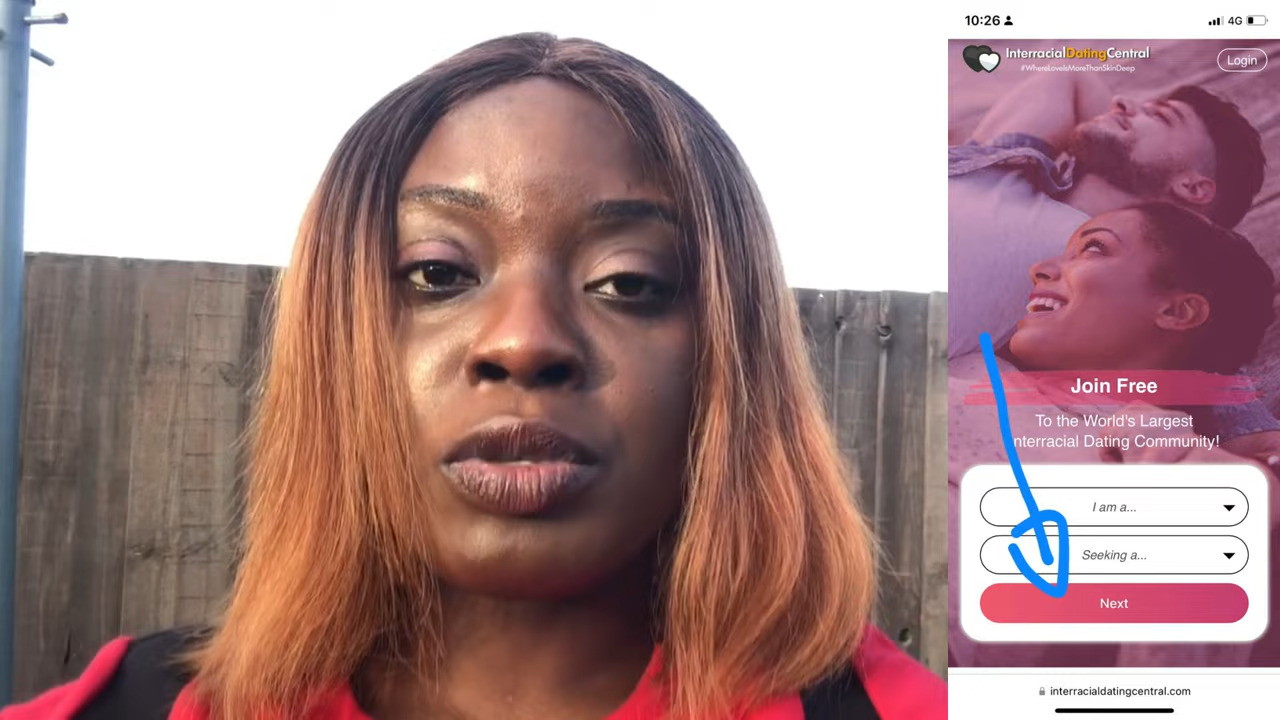 10:26
4G
InterracialDatingCentral
#WhereLoveIsMoreThanSkinDeep
Login
Join Free
To the World's Largest
nterracial Dating Community!
I am a...
Seeking a...
Next
interracialdatingcentral.com